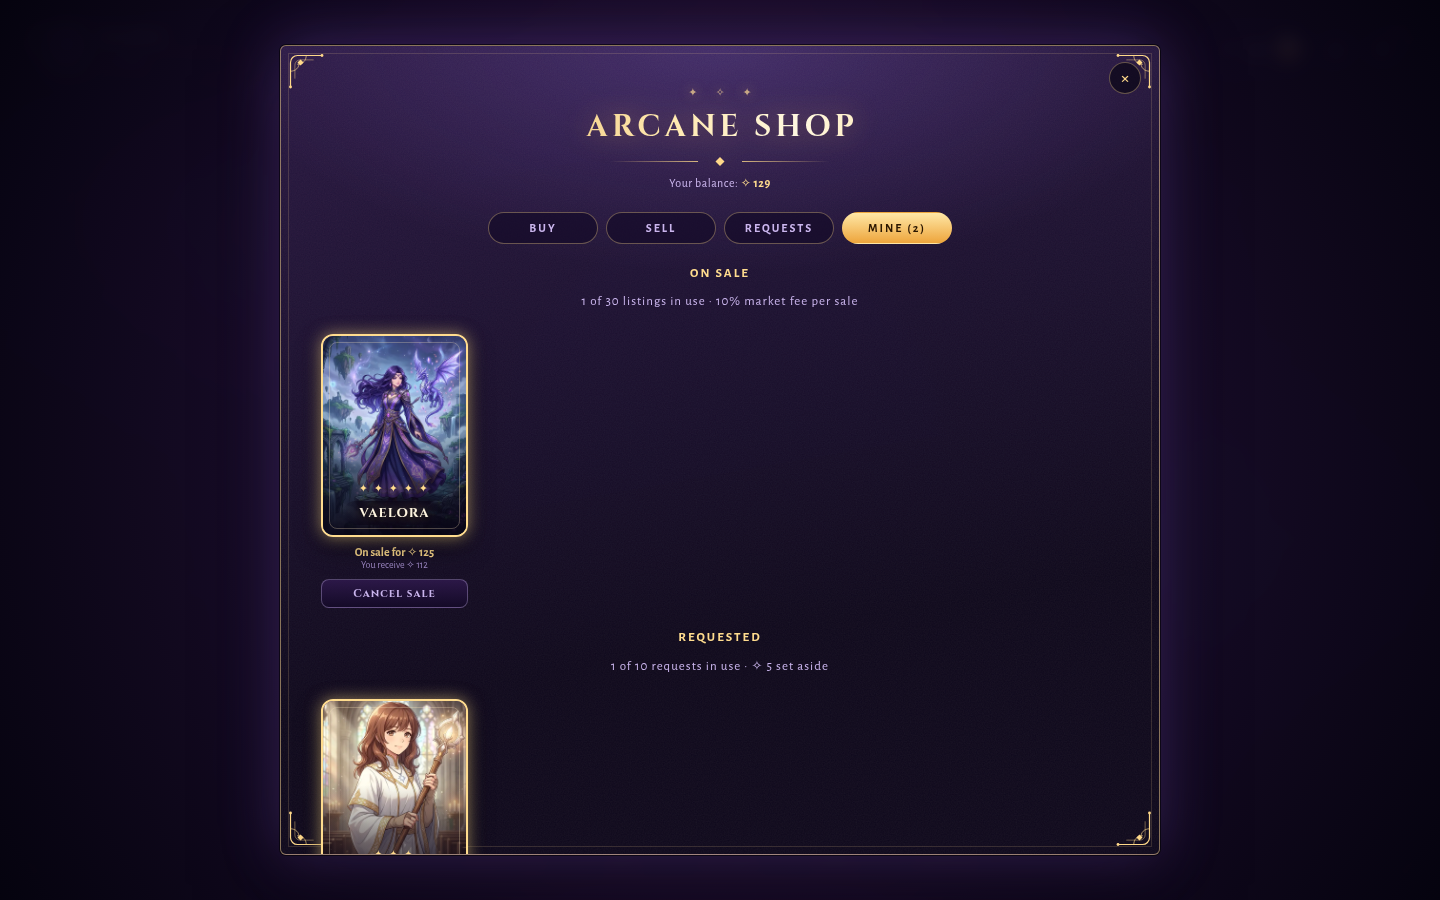 ARCANE SHOP
Your balance: ✧ 129
BUY
SELL
REQUESTS
MINE (2)
ON SALE
1 of 30 listings in use · 10% market fee per sale
VAELORA
On sale for ✧ 125
You receive ✧ 112
CANCEL SALE
REQUESTED
1 of 10 requests in use · ✧ 5 set aside